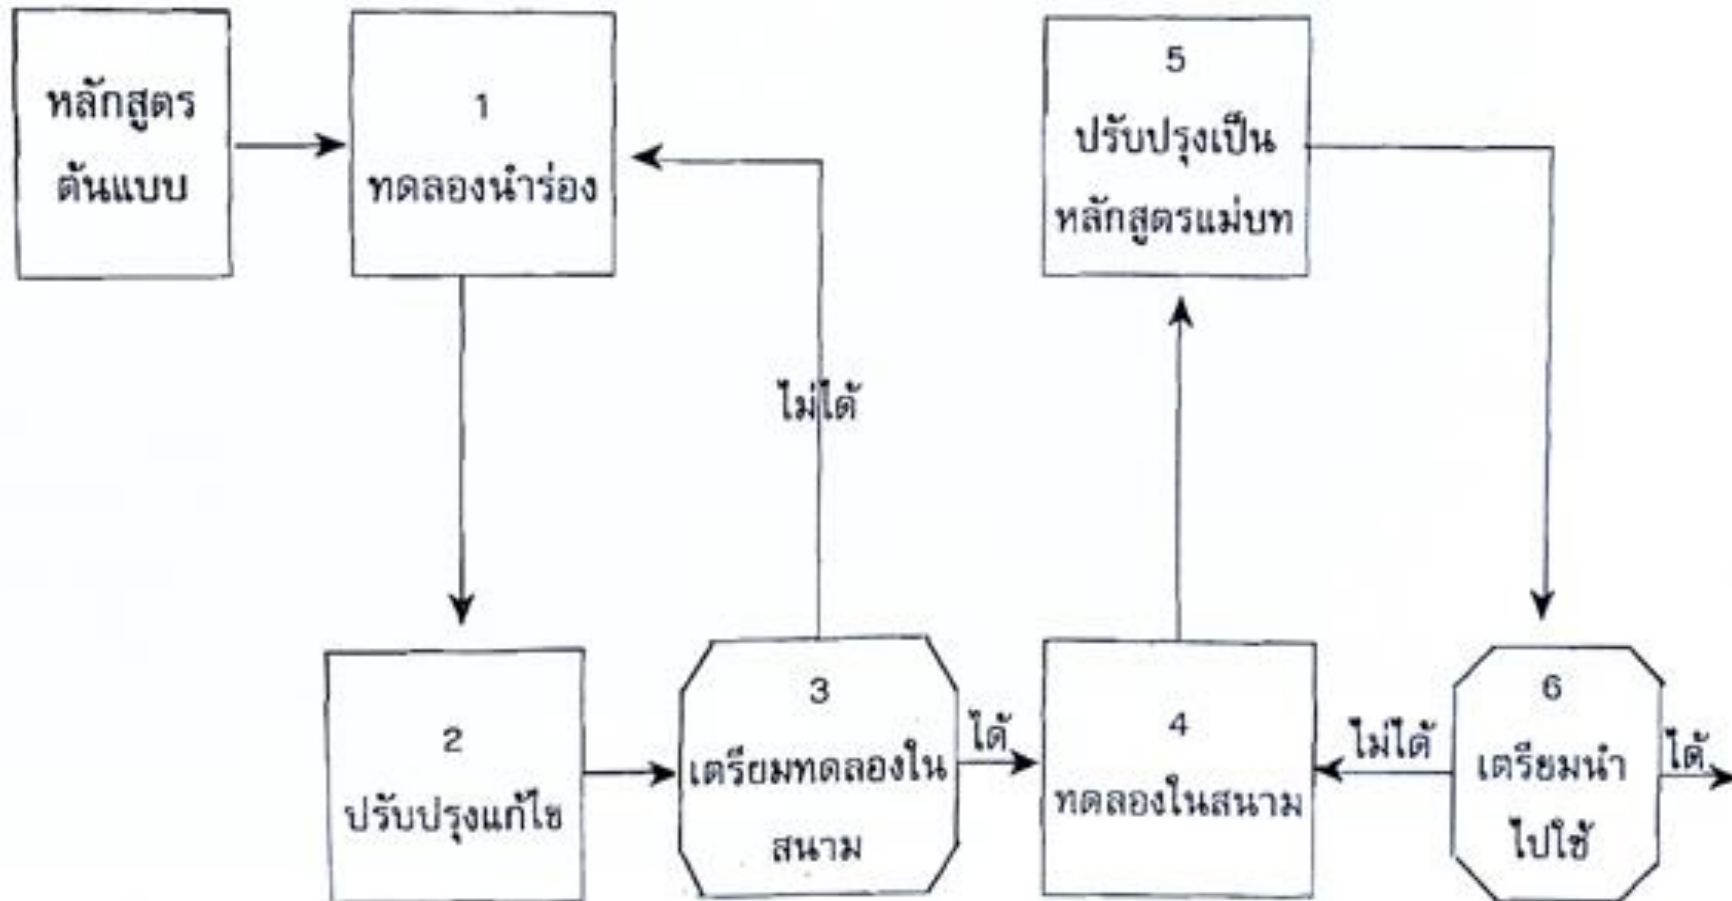 หลักสูตร
ต้นแบบ
1
ทดลองนำร่อง
5
ปรับปรุงเป็น
หลักสูตรแม่บท
ไม่ได้
2
ปรับปรุงแก้ไข
3
เตรียมทดลองใน
สนาม
ได้
4
ทดลองในสนาม
ไม่ได้
6
เตรียมนำ
ไปใช้
ได้